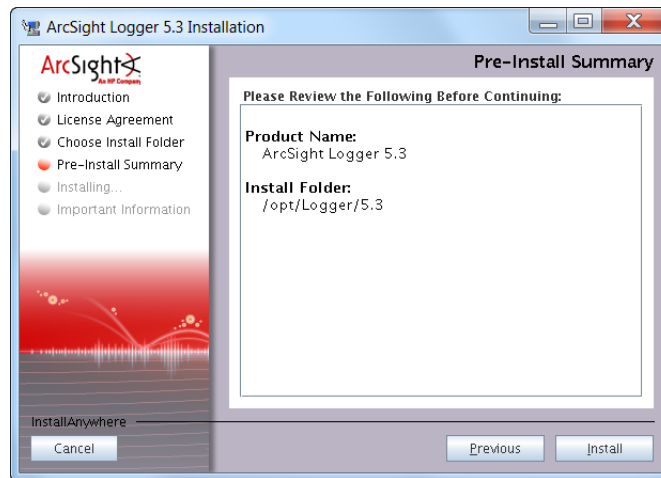 ArcSight Logger 5.3 Installation
ArcSight
An HP Company
Pre-Install Summary
Introduction
License Agreement
Choose Install Folder
Pre-Install Summary
Installing...
Important Information
Please Review the Following Before Continuing:
Product Name:
ArcSight Logger 5.3
Install Folder:
/opt/Logger/5.3
InstallAnywhere
Cancel
Previous
Install